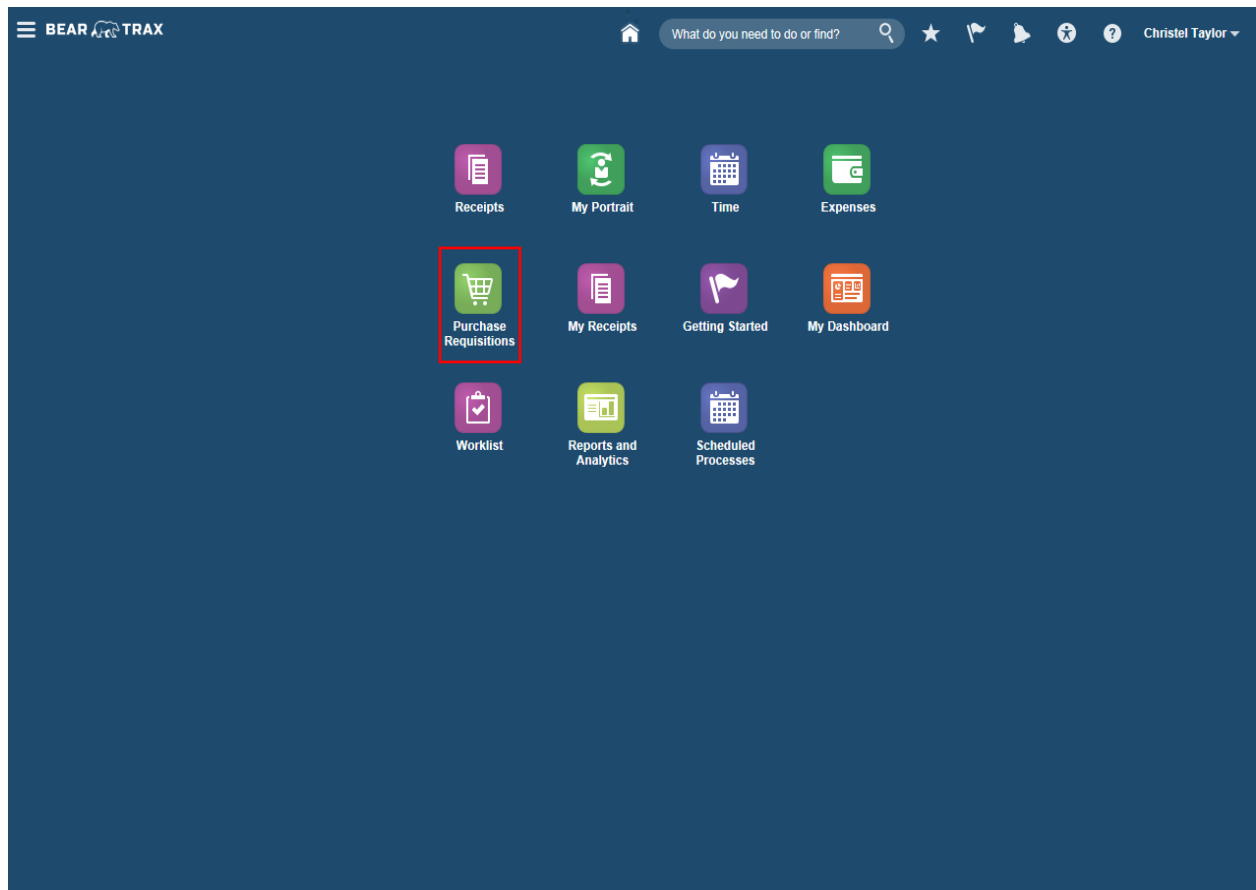 BEAR TRAX
What do you need to do or find?
Christel Taylor
Receipts
My Portrait
Time
Expenses
Purchase
Requisitions
My Receipts
Getting Started
My Dashboard
Worklist
Reports and
Analytics
Scheduled
Processes